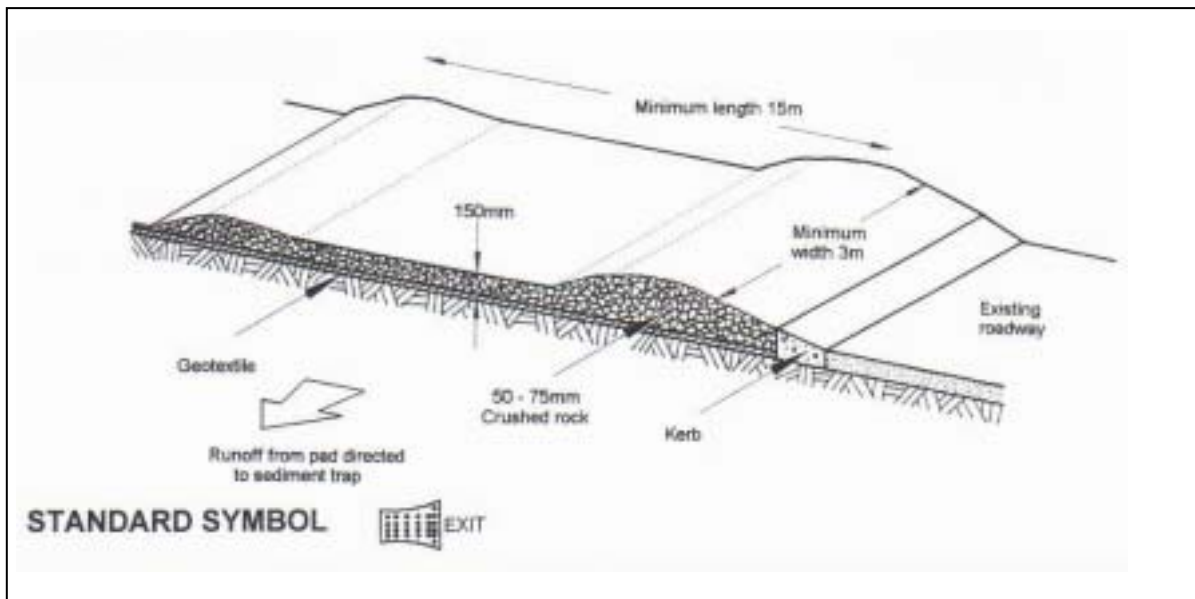 Minimum length 15m
150mm
Minimum
width 3m
Existing
roadway
Geotextile
50 - 75mm
Crushed rock
Kerb
Runoff from pad directed
to sediment trap
STANDARD SYMBOL
EXIT